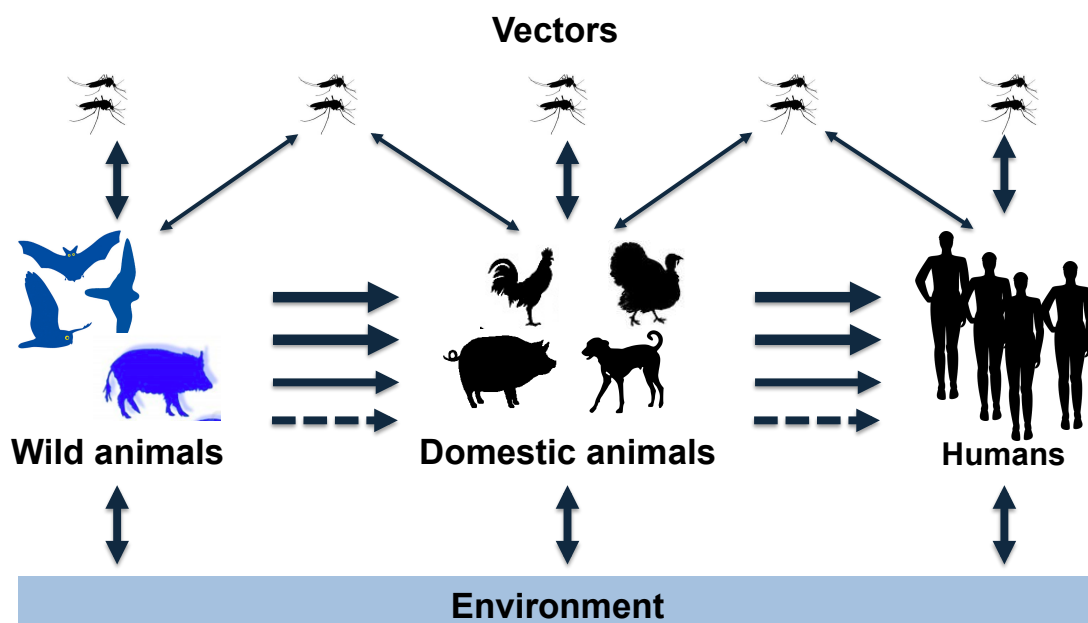 Vectors
Wild animals
Domestic animals
Humans
Environment